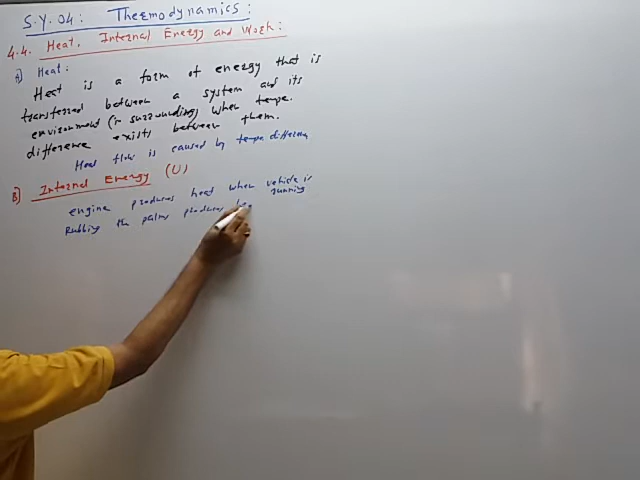 S.Y. 04: Thermodynamics:
4.4. Heat, Internal Energy and Work:
A) Heat:
Heat is a form of energy that is
transferred between a system and its
environment (in surrounding) when tempe.
difference exists between them.
Heat flow is caused by tempe difference
B) Internal Energy (U)
engine produces heat when vehicle is running
Rubbing the palms produces hea